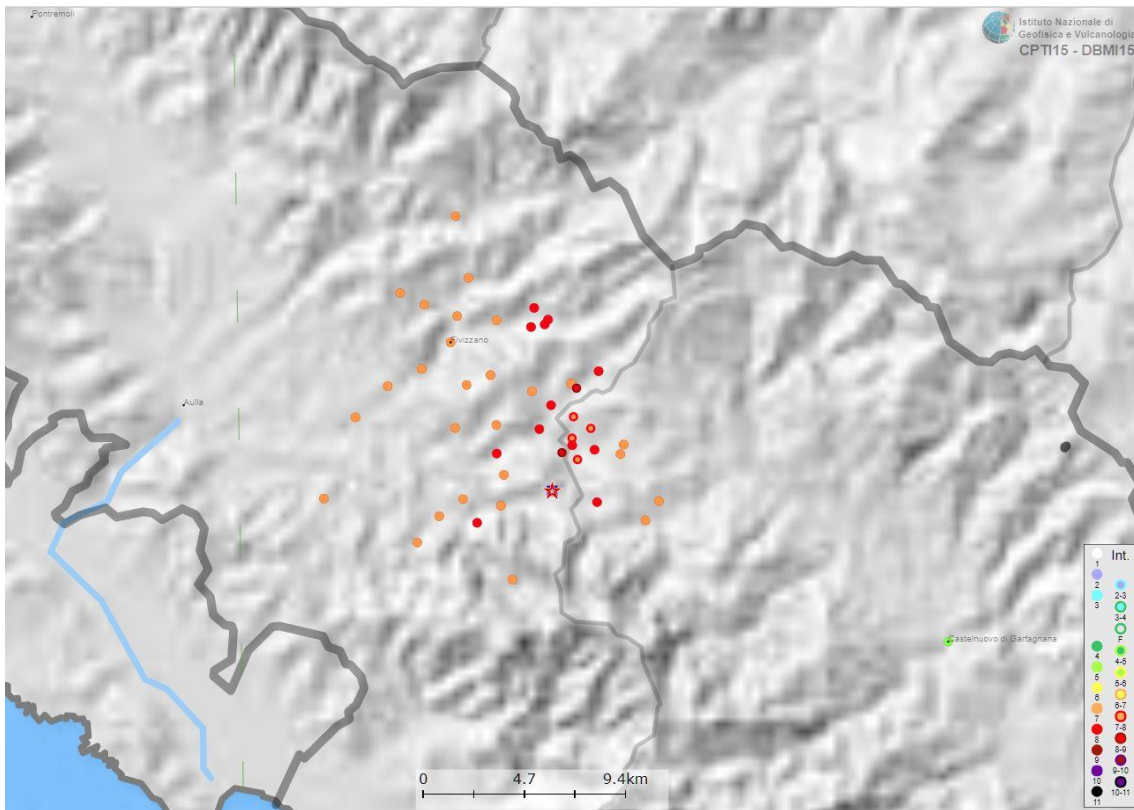 Pontremoli
Istituto Nazionale di
Geofisica e Vulcanologia
CPTI15 - DBMI15
Fivizzano
Aulla
Castelnuovo di Garfagnana
Int.
1
2
3
4
5
6
7
8
9
10
11
2-3
3-4
F
4-5
5-6
6-7
7-8
8-9
9-10
10-11
0 4.7 9.4km